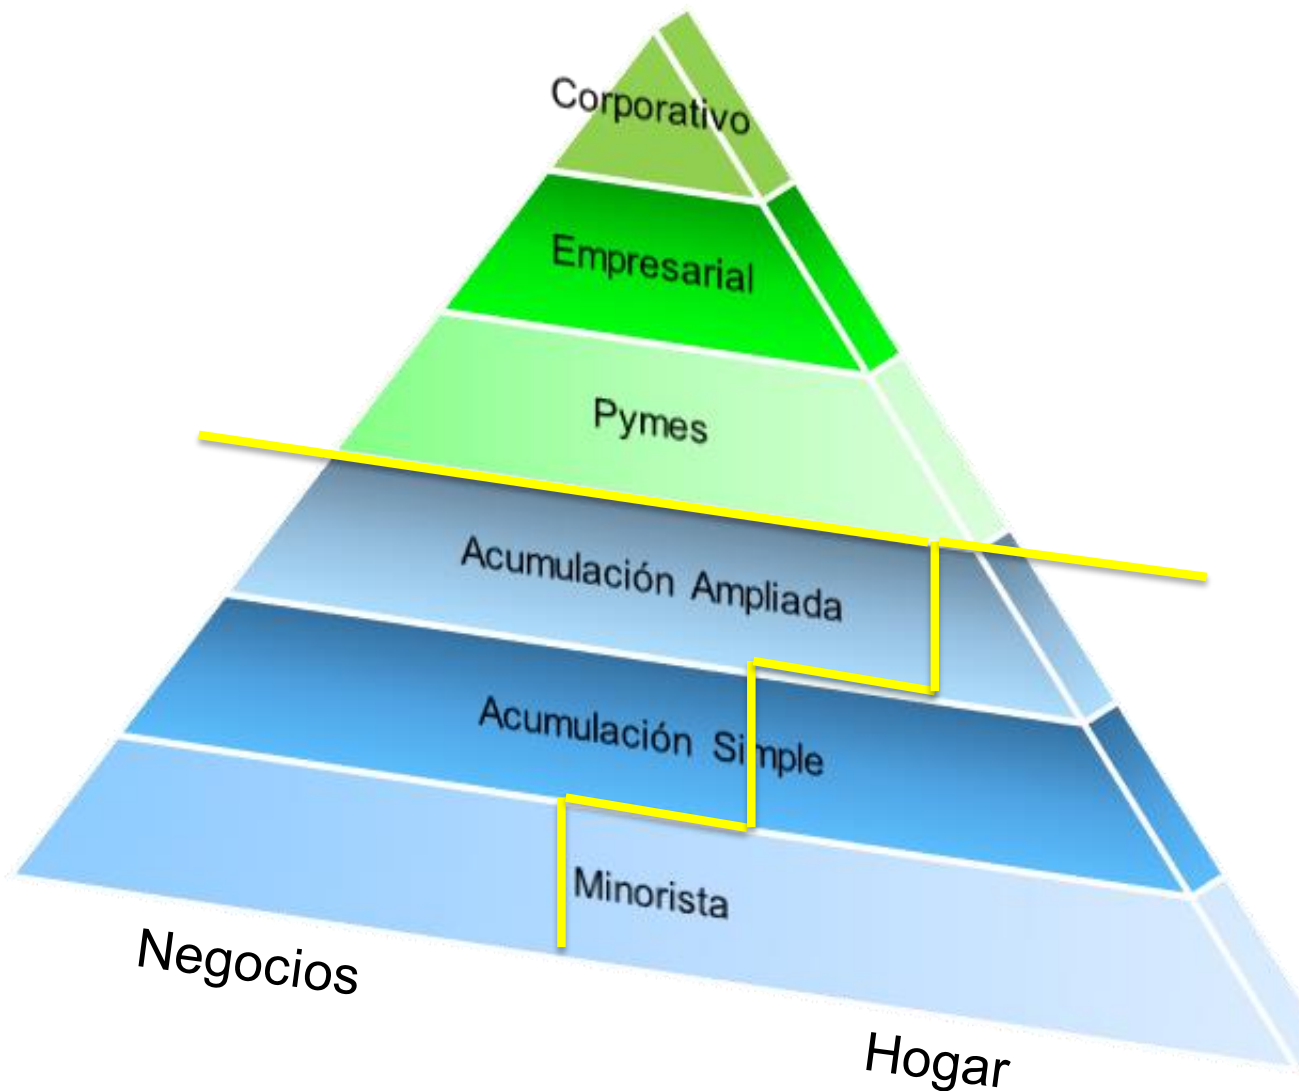 Corporativo
Empresarial
Pymes
Acumulación Ampliada
Acumulación Simple
Minorista
Negocios
Hogar